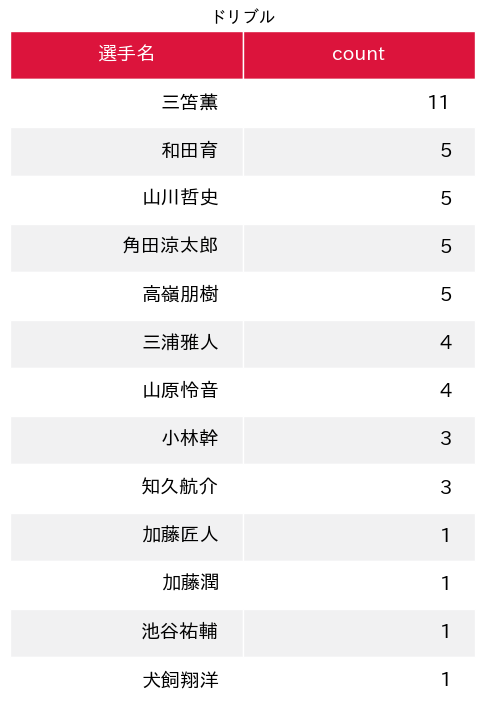 ドリブル
選手名 count
三笘薫 11
和田育 5
山川哲史 5
角田涼太郎 5
高嶺朋樹 5
三浦雅人 4
山原怜音 4
小林幹 3
知久航介 3
加藤匠人 1
加藤潤 1
池谷祐輔 1
犬飼翔洋 1